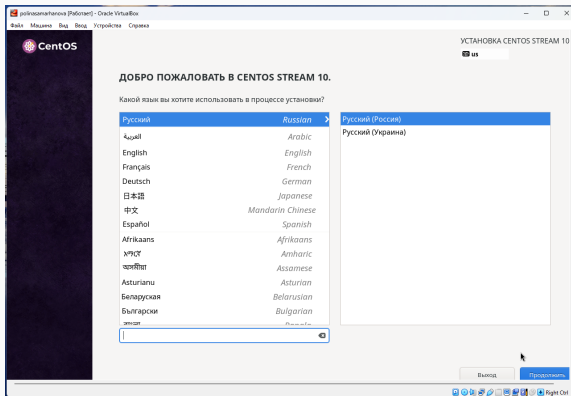 polinasamarhanova [Работает] - Oracle VirtualBox
Файл Машина Вид Ввод Устройства Справка
CentOS
УСТАНОВКА CENTOS STREAM 10
us
ДОБРО ПОЖАЛОВАТЬ В CENTOS STREAM 10.
Какой язык вы хотите использовать в процессе установки?
Русский Russian
العربية Arabic
English English
Français French
Deutsch German
日本語 Japanese
中文 Mandarin Chinese
Español Spanish
Afrikaans Afrikaans
አማርኛ Amharic
অসমীয়া Assamese
Asturianu Asturian
Беларуская Belarusian
Български Bulgarian
বাংলা Bangla
Русский (Россия)
Русский (Украина)
Выход
Продолжить
Right Ctrl